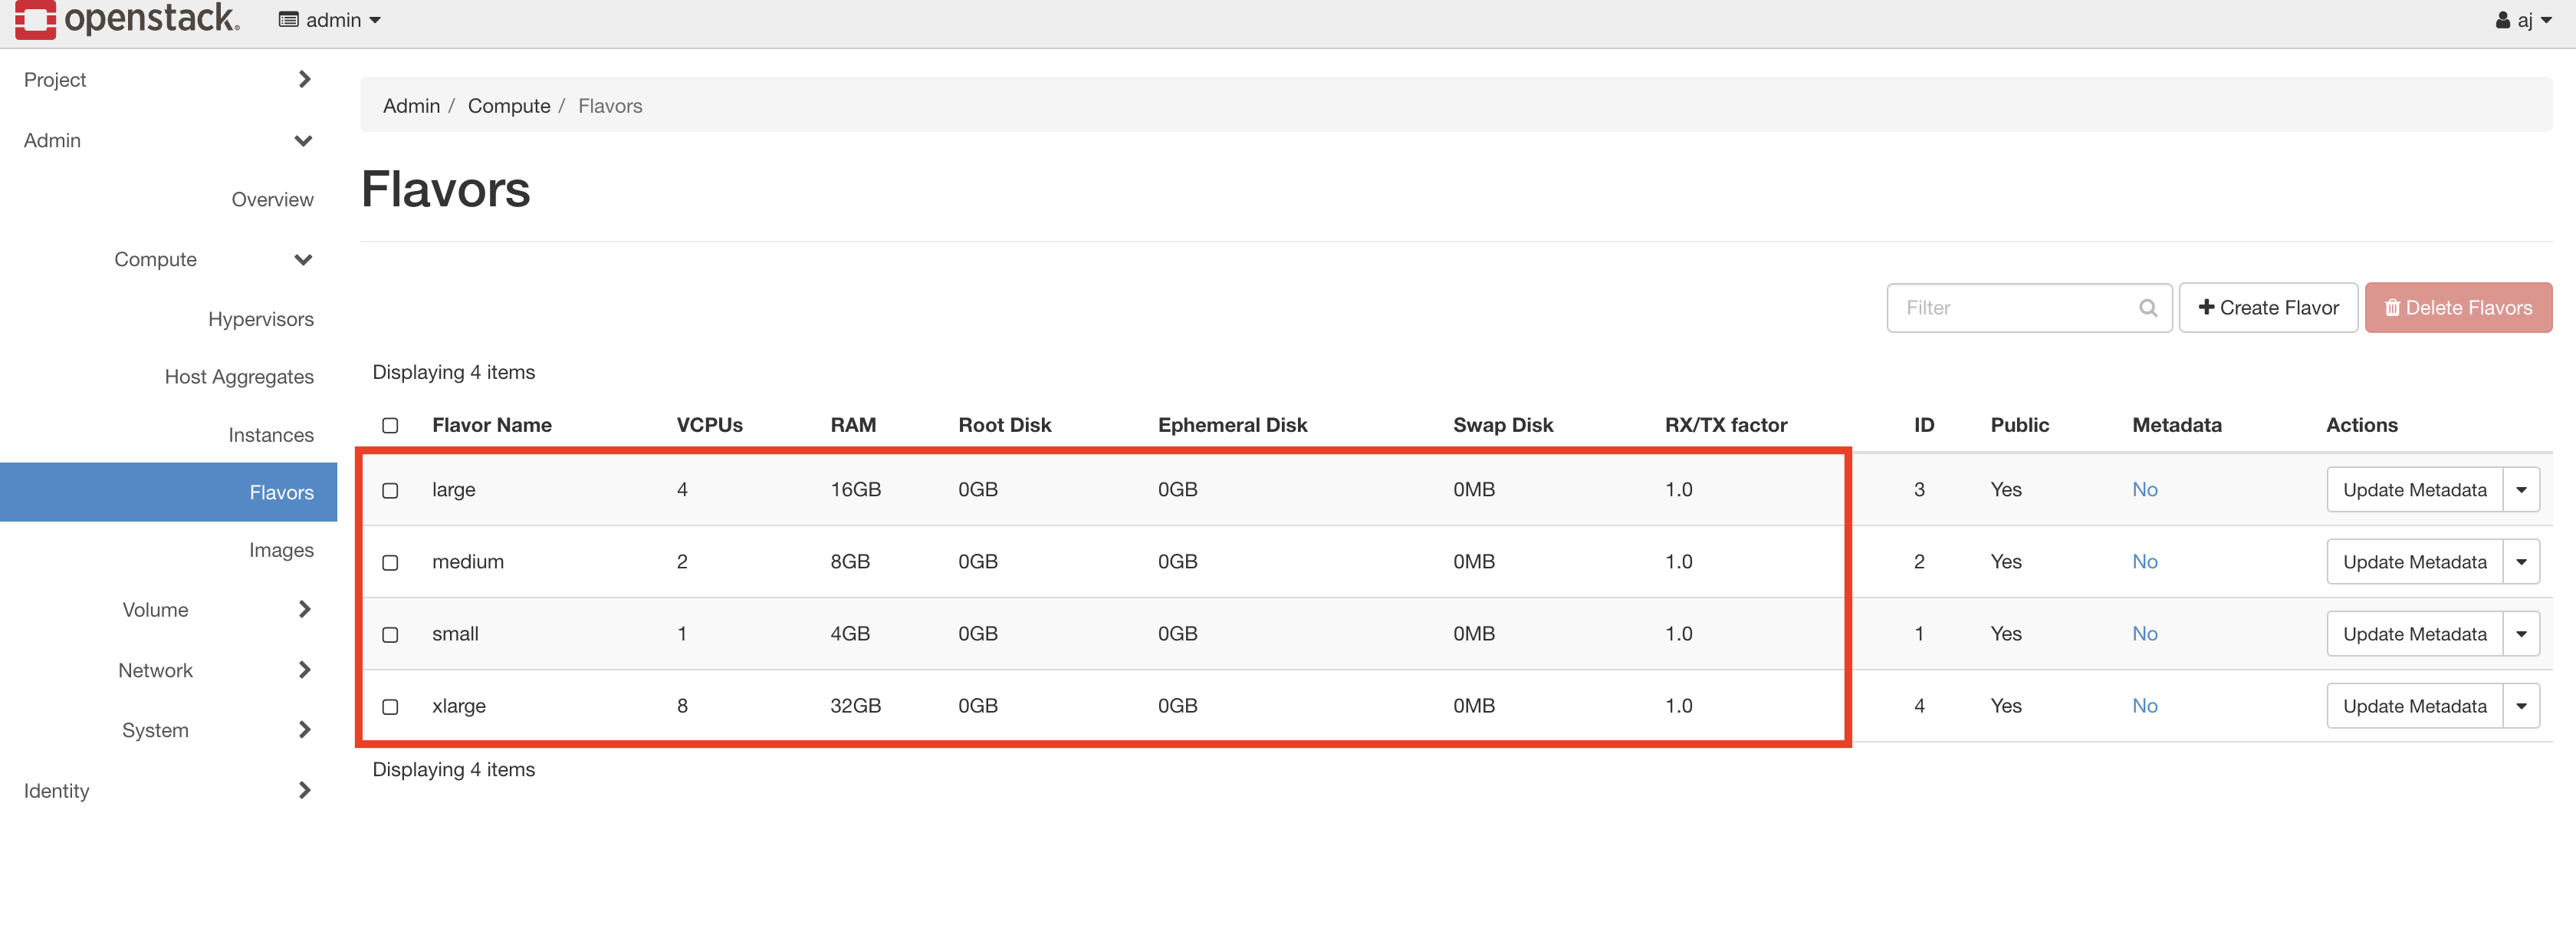 openstack. admin aj
Project
Admin
Overview
Compute
Hypervisors
Host Aggregates
Instances
Flavors
Images
Volume
Network
System
Identity
Admin / Compute / Flavors
Flavors
Filter Create Flavor Delete Flavors
Displaying 4 items
Flavor Name VCPUs RAM Root Disk Ephemeral Disk Swap Disk RX/TX factor ID Public Metadata Actions
large 4 16GB 0GB 0GB 0MB 1.0 3 Yes No Update Metadata
medium 2 8GB 0GB 0GB 0MB 1.0 2 Yes No Update Metadata
small 1 4GB 0GB 0GB 0MB 1.0 1 Yes No Update Metadata
xlarge 8 32GB 0GB 0GB 0MB 1.0 4 Yes No Update Metadata
Displaying 4 items